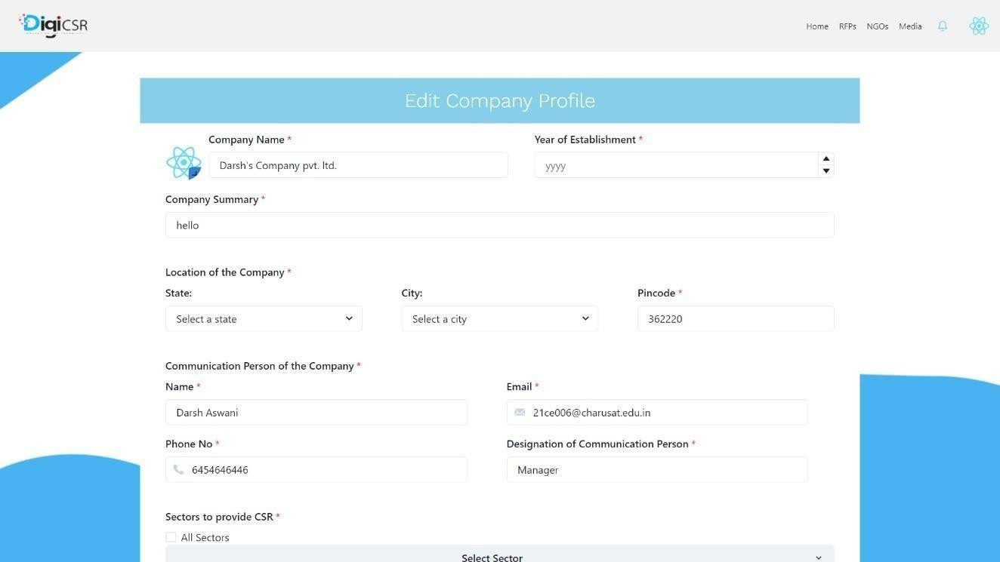 DigiCSR
Home RFPs NGOs Media
Edit Company Profile
Company Name * Year of Establishment *
Darsh's Company pvt. ltd. yyyy
Company Summary *
hello
Location of the Company *
State: City: Pincode *
Select a state Select a city 362220
Communication Person of the Company *
Name * Email *
Darsh Aswani 21ce006@charusat.edu.in
Phone No * Designation of Communication Person *
6454646446 Manager
Sectors to provide CSR *
All Sectors
Select Sector